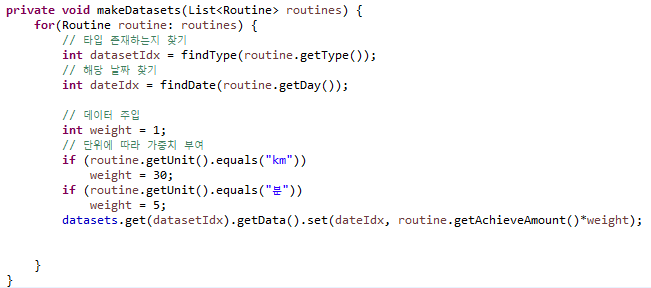 private void makeDatasets(List<Routine> routines) {
    for(Routine routine: routines) {
        // 타입 존재하는지 찾기
        int datasetIdx = findType(routine.getType());
        // 해당 날짜 찾기
        int dateIdx = findDate(routine.getDay());

        // 데이터 주입
        int weight = 1;
        // 단위에 따라 가중치 부여
        if (routine.getUnit().equals("km"))
            weight = 30;
        if (routine.getUnit().equals("분"))
            weight = 5;
        datasets.get(datasetIdx).getData().set(dateIdx, routine.getAchieveAmount()*weight);

    }
}